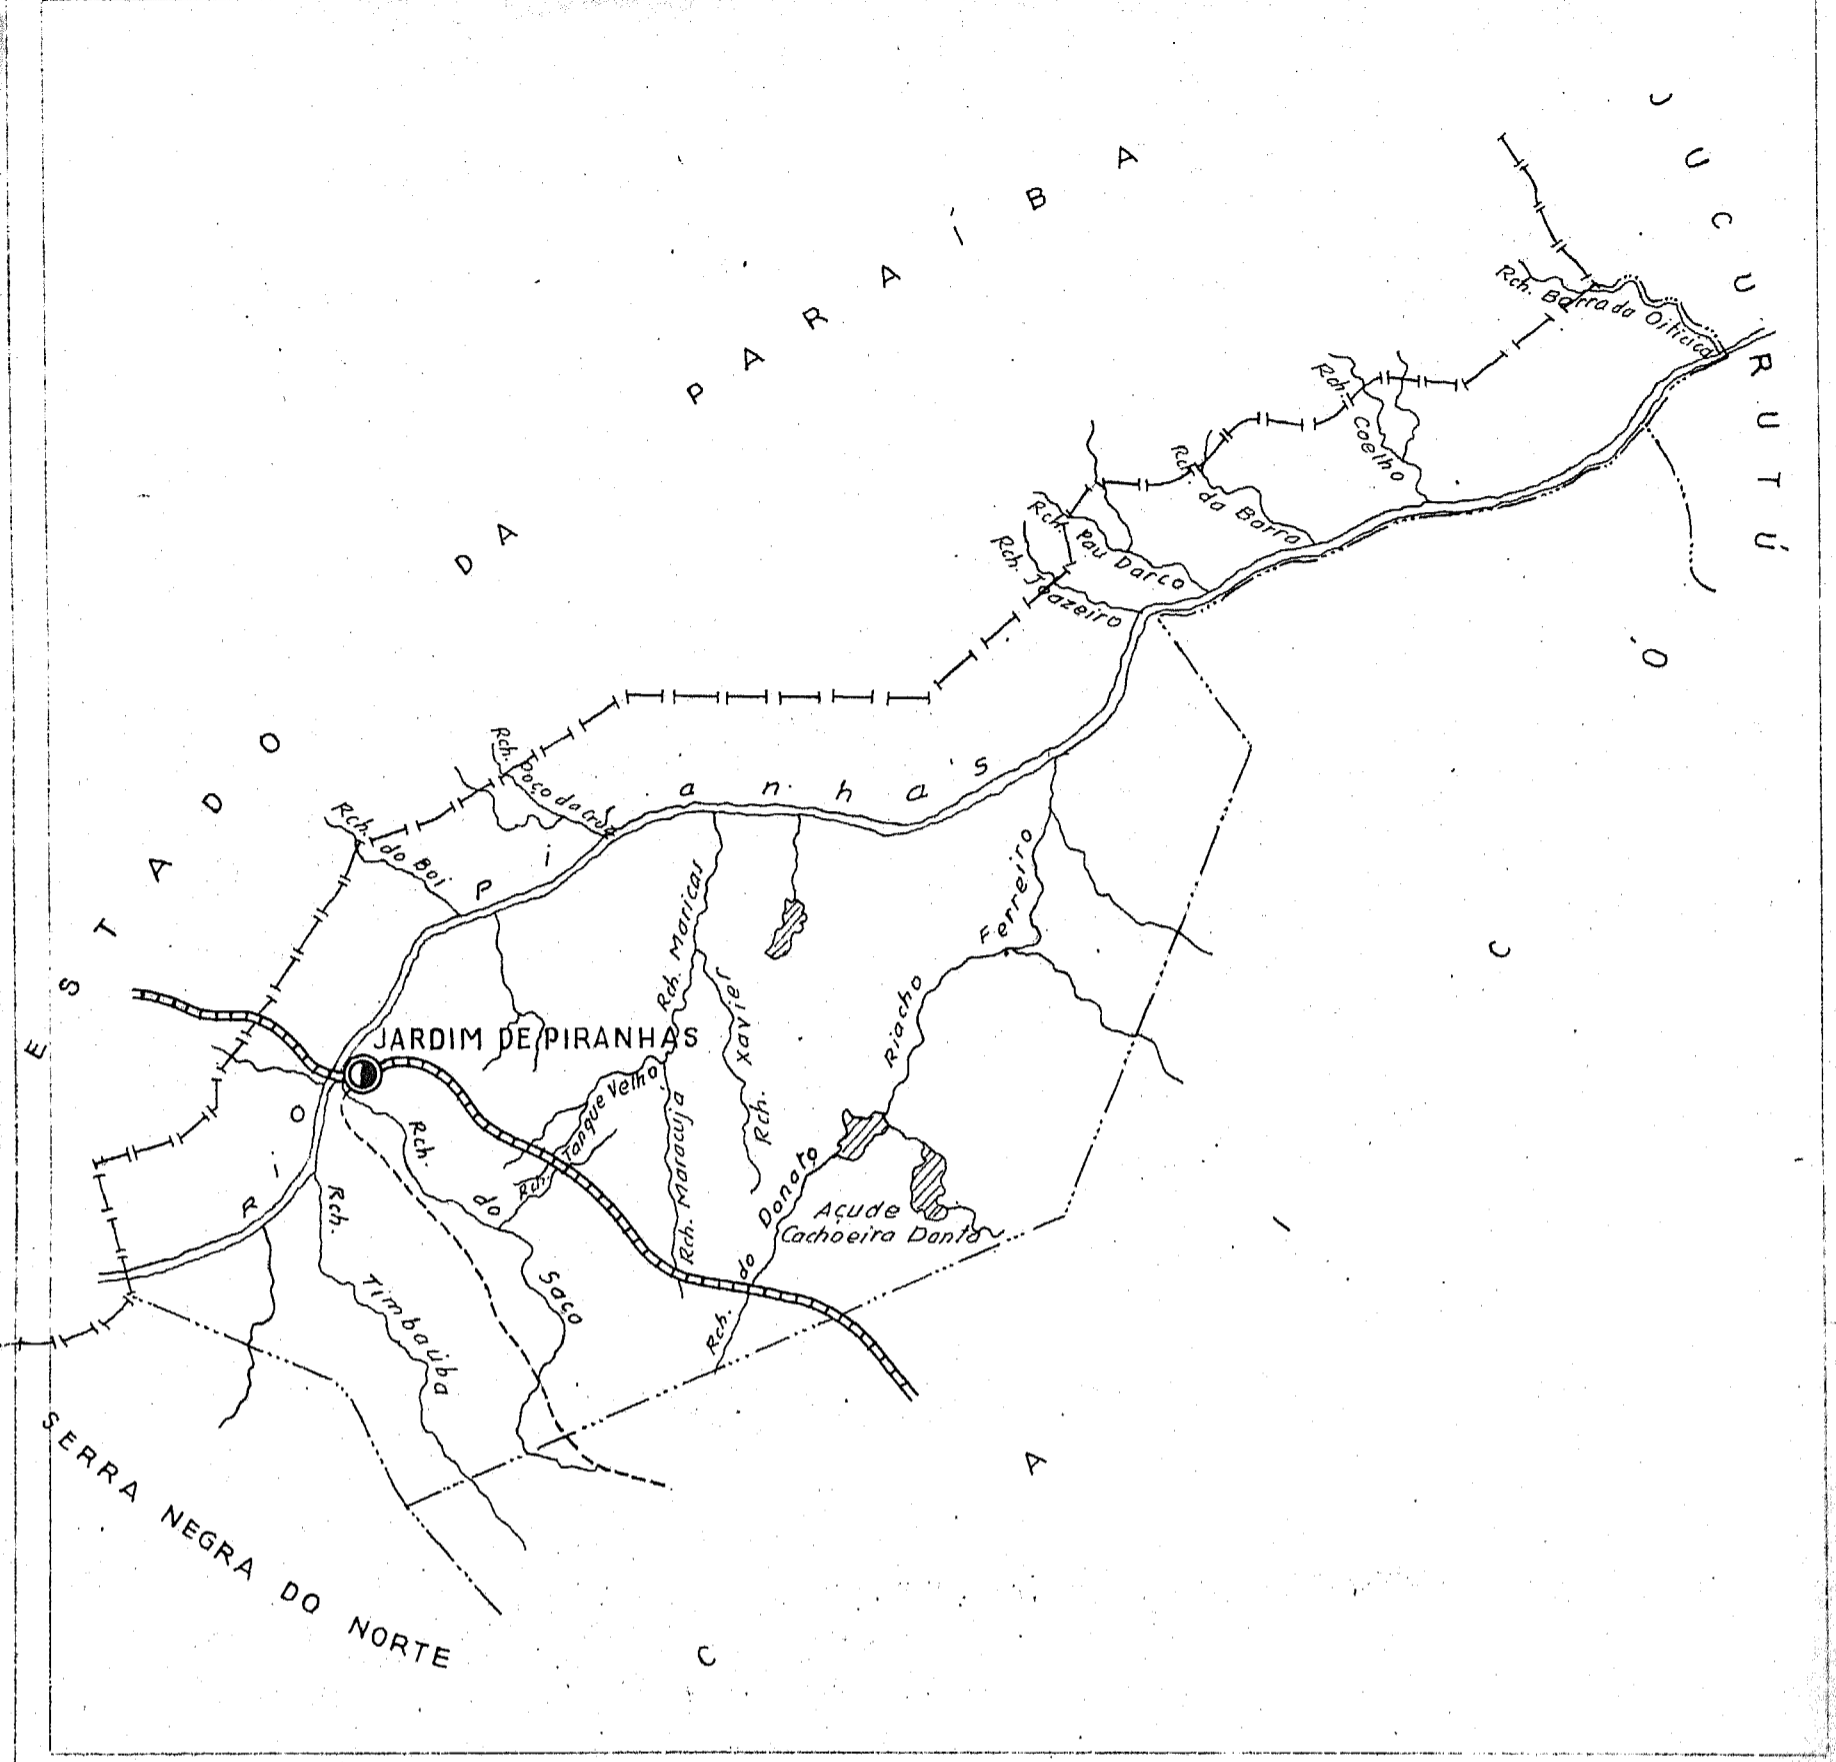 ESTADO DA PARAÍBA
JUCURUTÚ
Rch. Barra da Oiticica
Rch. Coelho
Rch. da Barra
Rch. Pau Darco
Rch. Joazeiro
Rch. Poço da Cruz
Rch. do Boi
Rio Piranhas
JARDIM DE PIRANHAS
Rch. Maricas
Rch. Xavier
Riacho Ferreiro
Rch. Tanque Velho
Rch. Maracuja
Rch. do Donato
Açude
Cachoeira Danta
Rch. do Saco
Rch. Timbaúba
CAICÓ
SERRA NEGRA DO NORTE